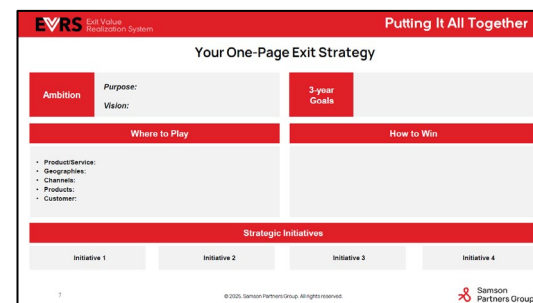 EVRS Exit Value
Realization System
Putting It All Together
Your One-Page Exit Strategy
Ambition
Purpose:
Vision:
3-year
Goals
Where to Play
How to Win
• Product/Service:
• Geographies:
• Channels:
• Products:
• Customer:
Strategic Initiatives
Initiative 1
Initiative 2
Initiative 3
Initiative 4
7
© 2025, Samson Partners Group. All rights reserved.
Samson
Partners Group